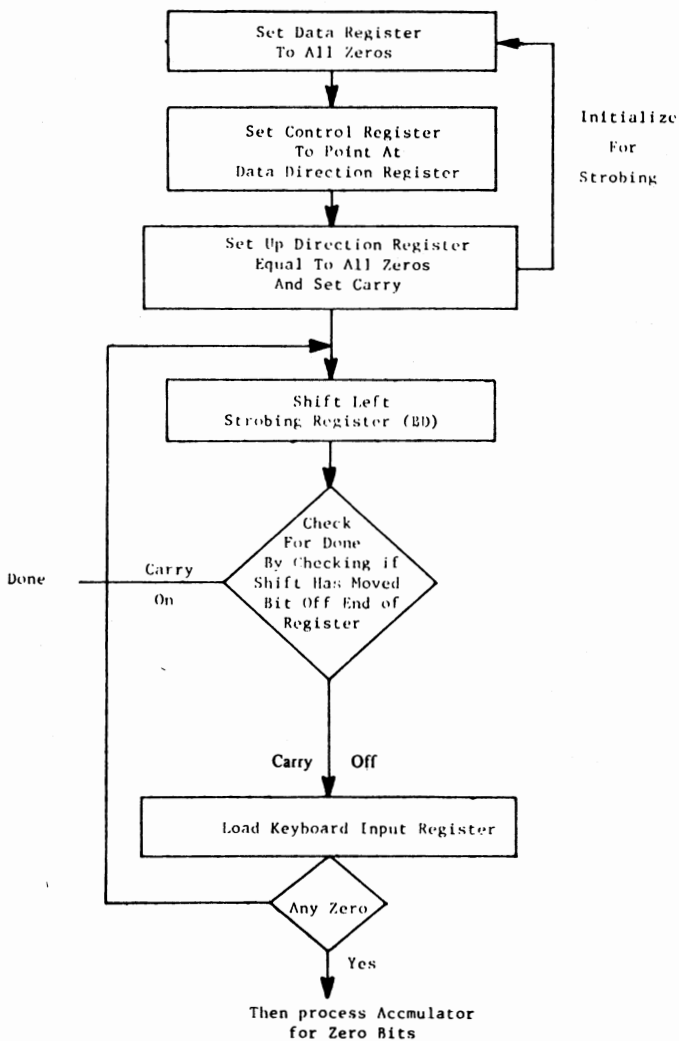 Set Data Register
To All Zeros
Initialize
For
Strobing
Set Control Register
To Point At
Data Direction Register
Set Up Direction Register
Equal To All Zeros
And Set Carry
Shift Left
Strobing Register (BD)
Check
For Done
By Checking if
Shift Has Moved
Bit Off End of
Register
Done
Carry
On
Carry Off
Load Keyboard Input Register
Any Zero
Yes
Then process Accmulator
for Zero Bits